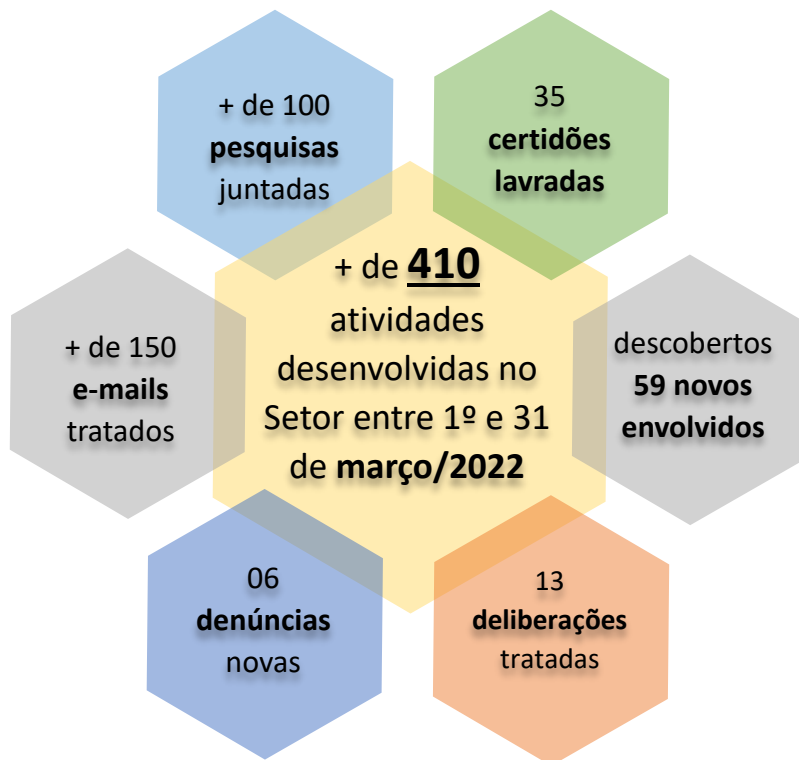 + de 100
pesquisas
juntadas
35
certidões
lavradas
+ de 410
atividades
desenvolvidas no
Setor entre 1º e 31
de março/2022
+ de 150
e-mails
tratados
descobertos
59 novos
envolvidos
06
denúncias
novas
13
deliberações
tratadas